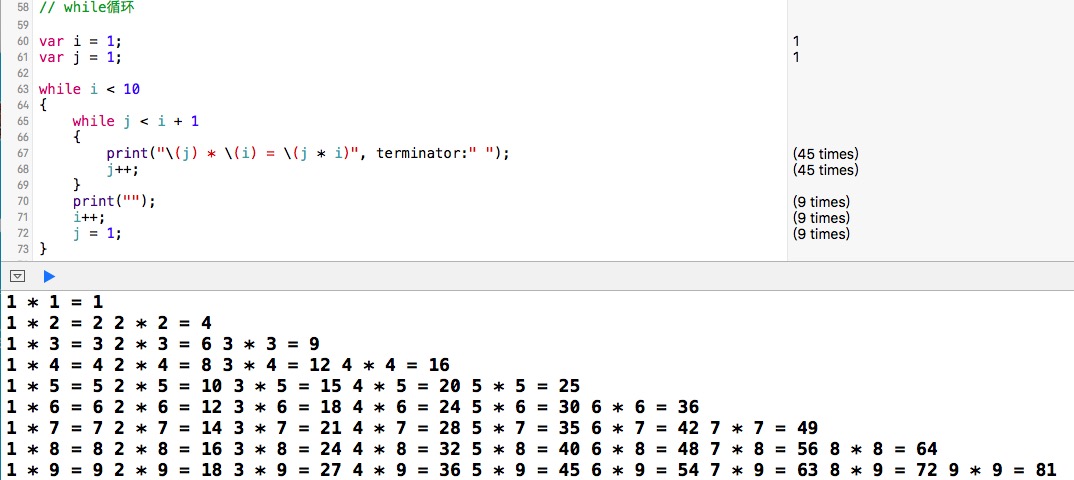 58 // while循环
59
60 var i = 1; 1
61 var j = 1; 1
62
63 while i < 10
64 {
65     while j < i + 1
66     {
67         print("\(j) * \(i) = \(j * i)", terminator:" "); (45 times)
68         j++; (45 times)
69     }
70     print(""); (9 times)
71     i++; (9 times)
72     j = 1; (9 times)
73 }
1 * 1 = 1
1 * 2 = 2 2 * 2 = 4
1 * 3 = 3 2 * 3 = 6 3 * 3 = 9
1 * 4 = 4 2 * 4 = 8 3 * 4 = 12 4 * 4 = 16
1 * 5 = 5 2 * 5 = 10 3 * 5 = 15 4 * 5 = 20 5 * 5 = 25
1 * 6 = 6 2 * 6 = 12 3 * 6 = 18 4 * 6 = 24 5 * 6 = 30 6 * 6 = 36
1 * 7 = 7 2 * 7 = 14 3 * 7 = 21 4 * 7 = 28 5 * 7 = 35 6 * 7 = 42 7 * 7 = 49
1 * 8 = 8 2 * 8 = 16 3 * 8 = 24 4 * 8 = 32 5 * 8 = 40 6 * 8 = 48 7 * 8 = 56 8 * 8 = 64
1 * 9 = 9 2 * 9 = 18 3 * 9 = 27 4 * 9 = 36 5 * 9 = 45 6 * 9 = 54 7 * 9 = 63 8 * 9 = 72 9 * 9 = 81